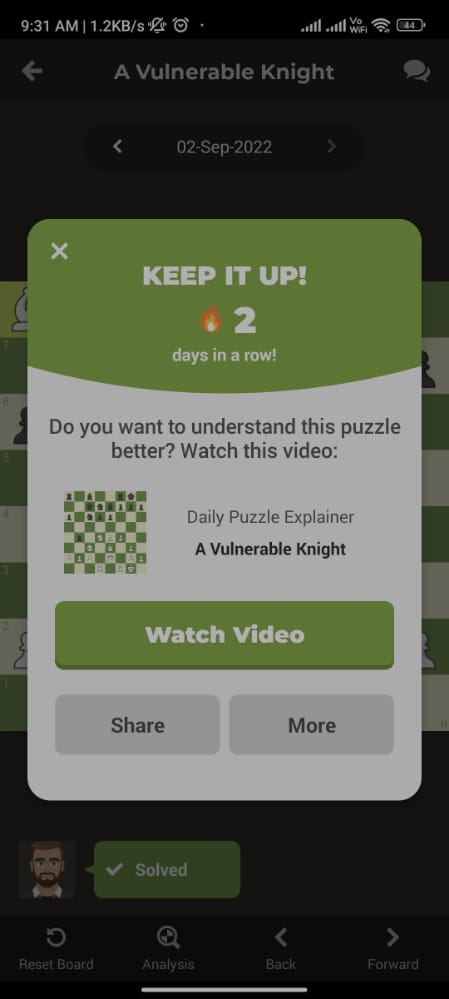 9:31 AM | 1.2KB/s
Vo
WiFi
44
A Vulnerable Knight
02-Sep-2022
KEEP IT UP!
2
days in a row!
Do you want to understand this puzzle
better? Watch this video:
Daily Puzzle Explainer
A Vulnerable Knight
Watch Video
Share
More
7
6
5
4
3
2
1
h
Solved
Reset Board
Analysis
Back
Forward